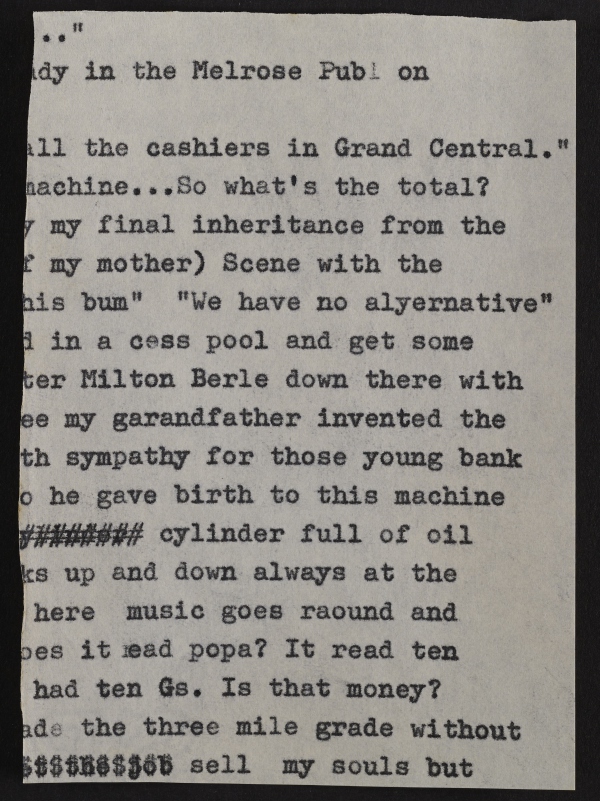 .."
ady in the Melrose Publ on
all the cashiers in Grand Central."
machine...So what's the total?
y my final inheritance from the
f my mother) Scene with the
his bum"  "We have no alyernative"
d in a cess pool and get some
ter Milton Berle down there with
ee my garandfather invented the
th sympathy for those young bank
o he gave birth to this machine
cylinder full of oil
ks up and down always at the
here  music goes raound and
oes it read popa? It read ten
had ten Gs. Is that money?
ade the three mile grade without
sell  my souls but